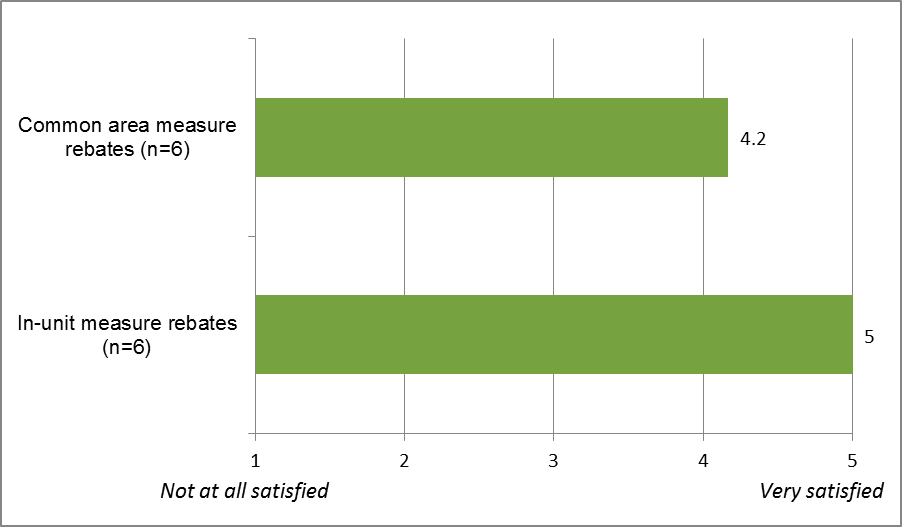 Common area measure
rebates (n=6)
4.2
In-unit measure rebates
(n=6)
5
1 2 3 4 5
Not at all satisfied Very satisfied